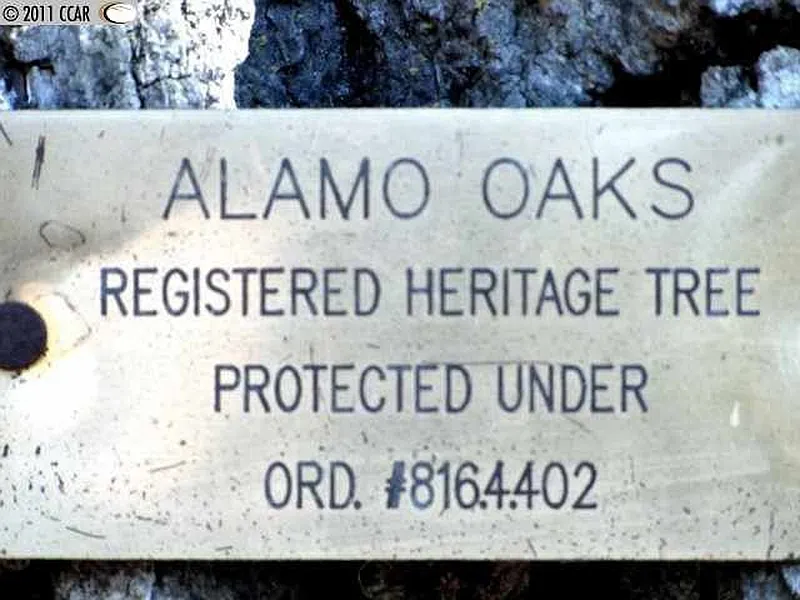 © 2011 CCAR
ALAMO OAKS
REGISTERED HERITAGE TREE
PROTECTED UNDER
ORD. #816.4.402